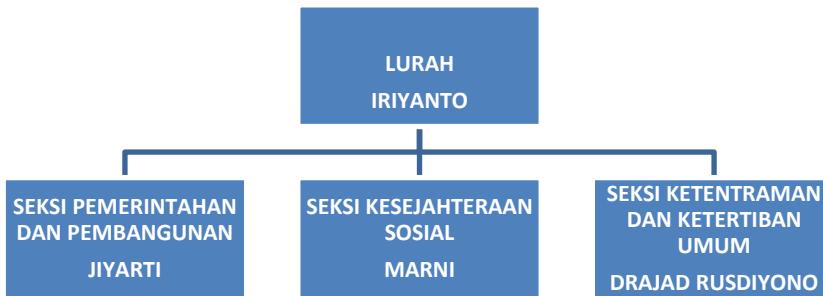 LURAH
IRIYANTO
SEKSI PEMERINTAHAN
DAN PEMBANGUNAN
JIYARTI
SEKSI KESEJAHTERAAN
SOSIAL
MARNI
SEKSI KETENTRAMAN
DAN KETERTIBAN
UMUM
DRAJAD RUSDIYONO